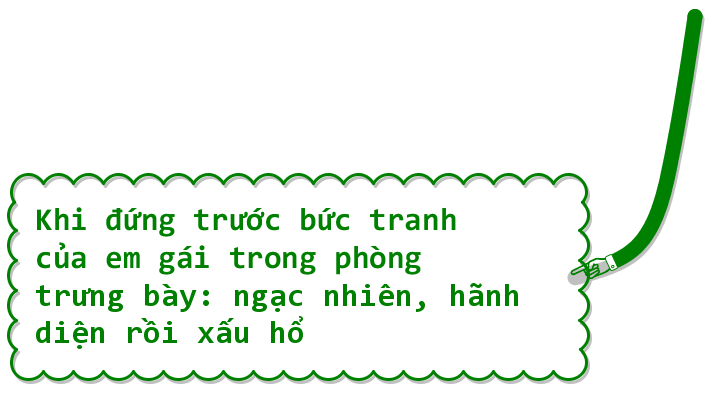 Khi đứng trước bức tranh
của em gái trong phòng
trưng bày: ngạc nhiên, hãnh
diện rồi xấu hổ